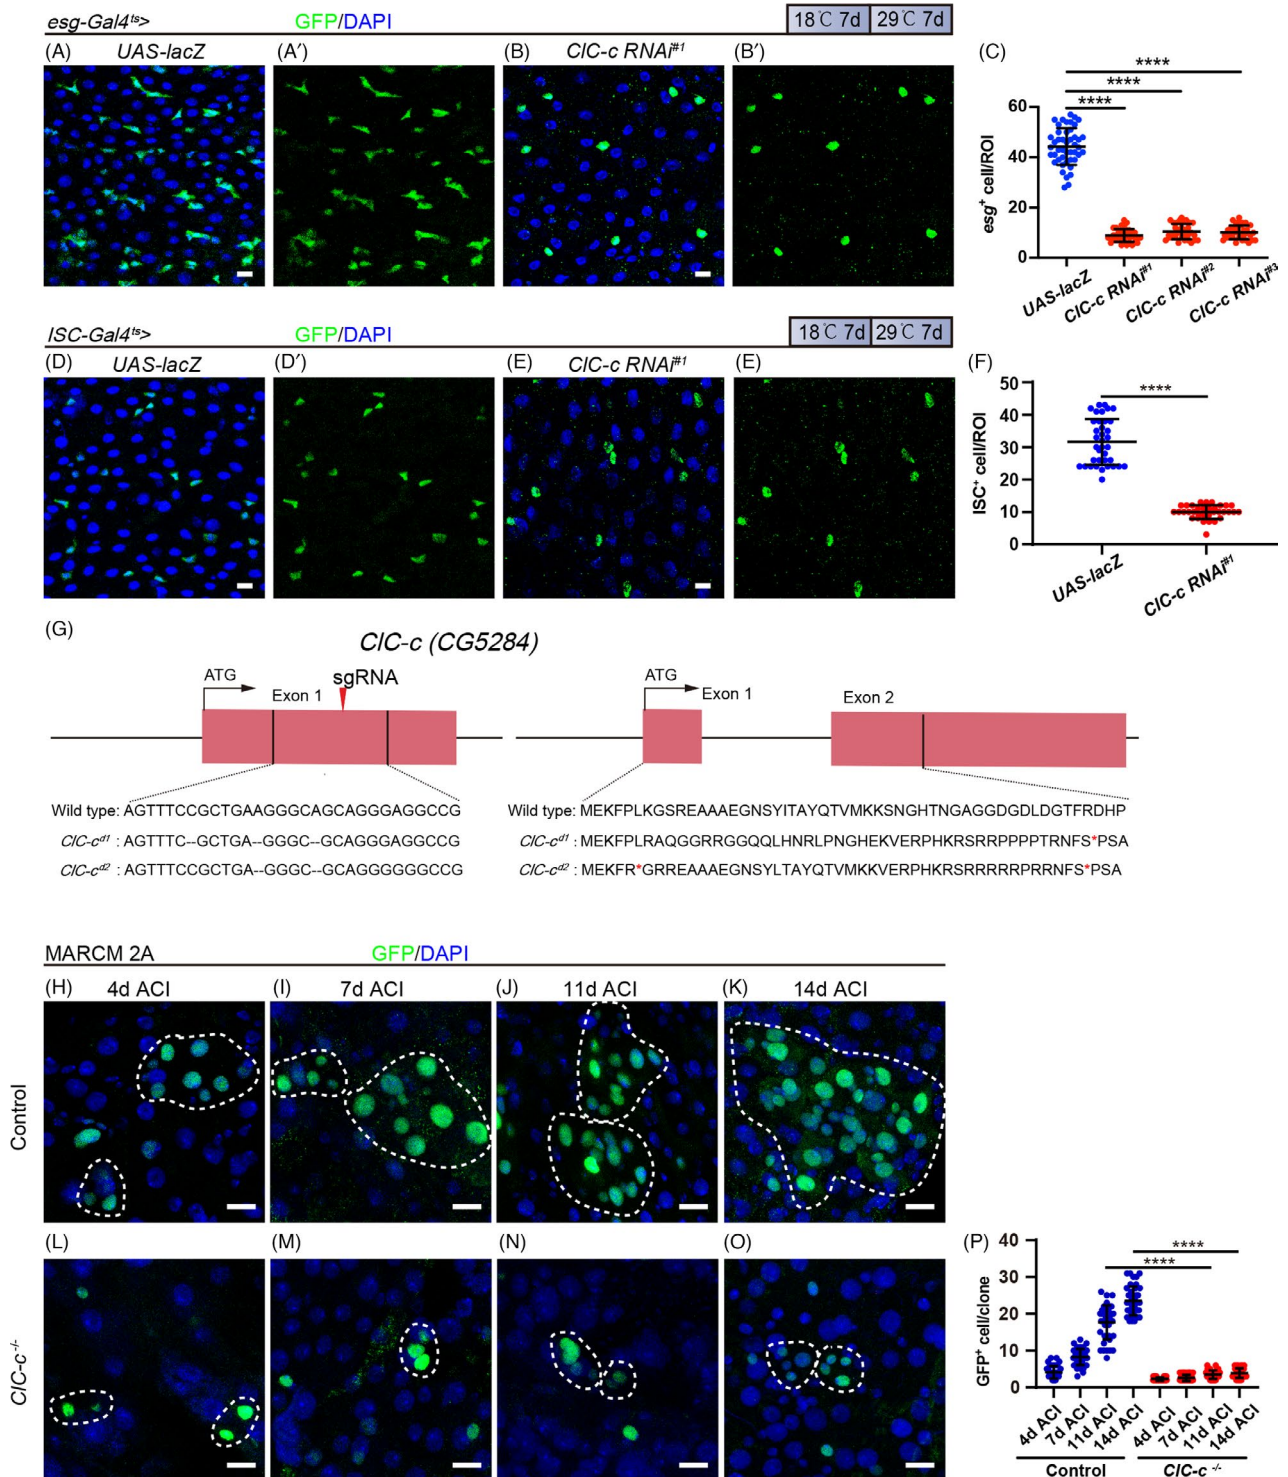 esg-Gal4ts> GFP/DAPI 18℃ 7d 29℃ 7d
(A) UAS-lacZ (A') (B) ClC-c RNAi#1 (B') (C)
**** 
****
****
60
40
20
0
esg+ cell/ROI
UAS-lacZ ClC-c RNAi#1 ClC-c RNAi#2 ClC-c RNAi#3
ISC-Gal4ts> GFP/DAPI 18℃ 7d 29℃ 7d
(D) UAS-lacZ (D') (E) ClC-c RNAi#1 (E') (F)
****
50
40
30
20
10
0
ISC+ cell/ROI
UAS-lacZ ClC-c RNAi#1
(G)
ClC-c (CG5284)
ATG Exon 1 sgRNA
ATG Exon 1 Exon 2
Wild type: AGTTTCCGCTGAAGGGCAGCAGGGAGGCCG
ClC-cd1 : AGTTTC--GCTGA--GGGC--GCAGGGAGGCCG
ClC-cd2 : AGTTTCCGCTGA--GGGC--GCAGGGGGGCCG
Wild type: MEKFPLKGSREAAAEGNSYITAYQTVMKKSNGHTNGAGGDGDLDGTFRDHP
ClC-cd1 : MEKFPLRAQGGRRGGQQLHNRLPNGHEKVERPHKRSRRPPPPTRNFS*PSA
ClC-cd2 : MEKFR*GRREAAAEGNSYLTAYQTVMKKVERPHKRSRRRRRPRRNFS*PSA
MARCM 2A GFP/DAPI
(H) 4d ACI (I) 7d ACI (J) 11d ACI (K) 14d ACI
Control
(L) (M) (N) (O) (P)
ClC-c-/-
****
****
40
30
20
10
0
GFP+ cell/clone
4d ACI 7d ACI 11d ACI 14d ACI 4d ACI 7d ACI 11d ACI 14d ACI
Control ClC-c -/-